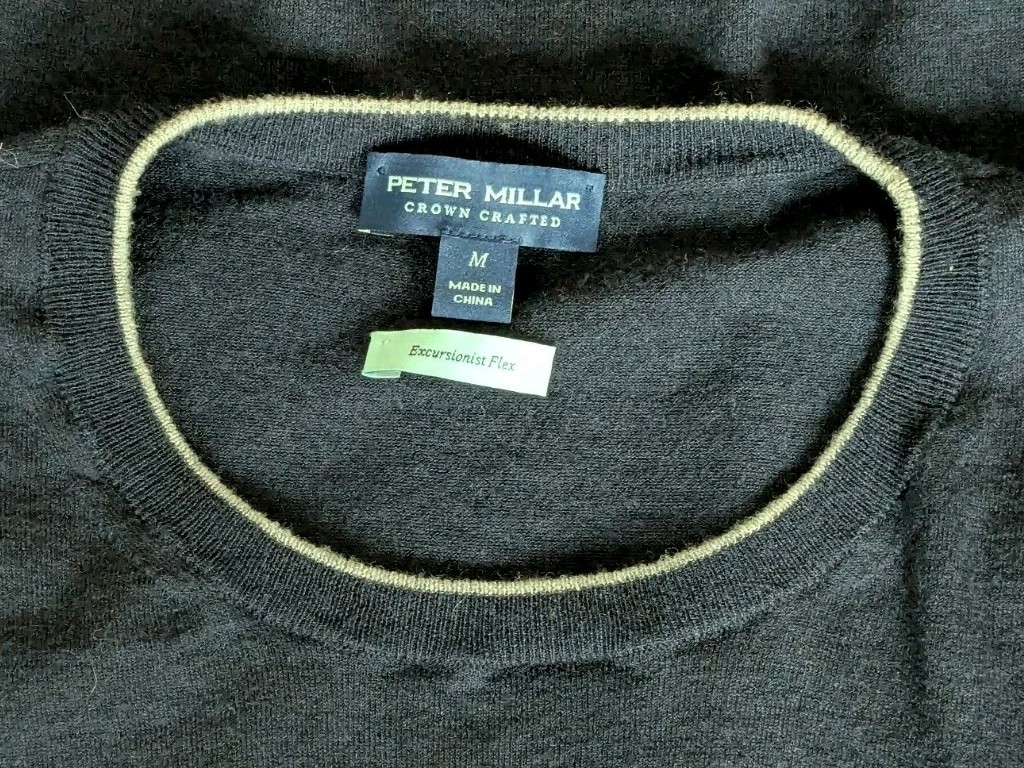 PETER MILLAR
CROWN CRAFTED
M
MADE IN
CHINA
Excursionist Flex